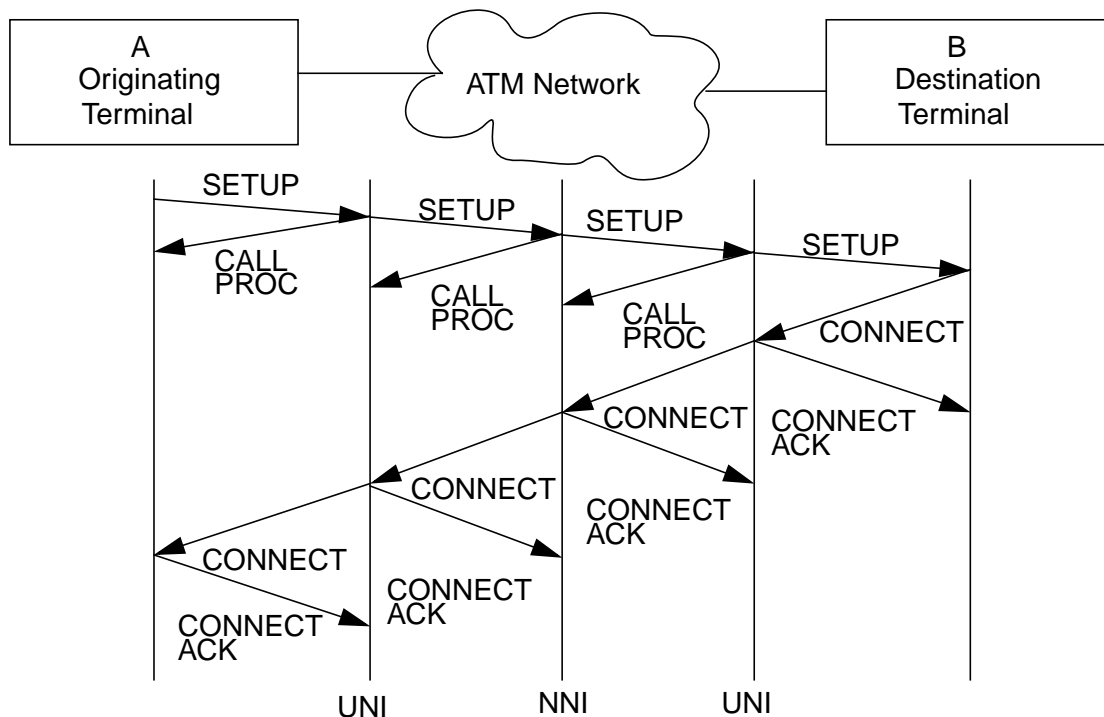 A
Originating
Terminal
ATM Network
B
Destination
Terminal
SETUP
SETUP
SETUP
SETUP
CALL
PROC
CALL
PROC
CALL
PROC
CONNECT
CONNECT
CONNECT
ACK
CONNECT
CONNECT
ACK
CONNECT
CONNECT
ACK
CONNECT
ACK
UNI
NNI
UNI